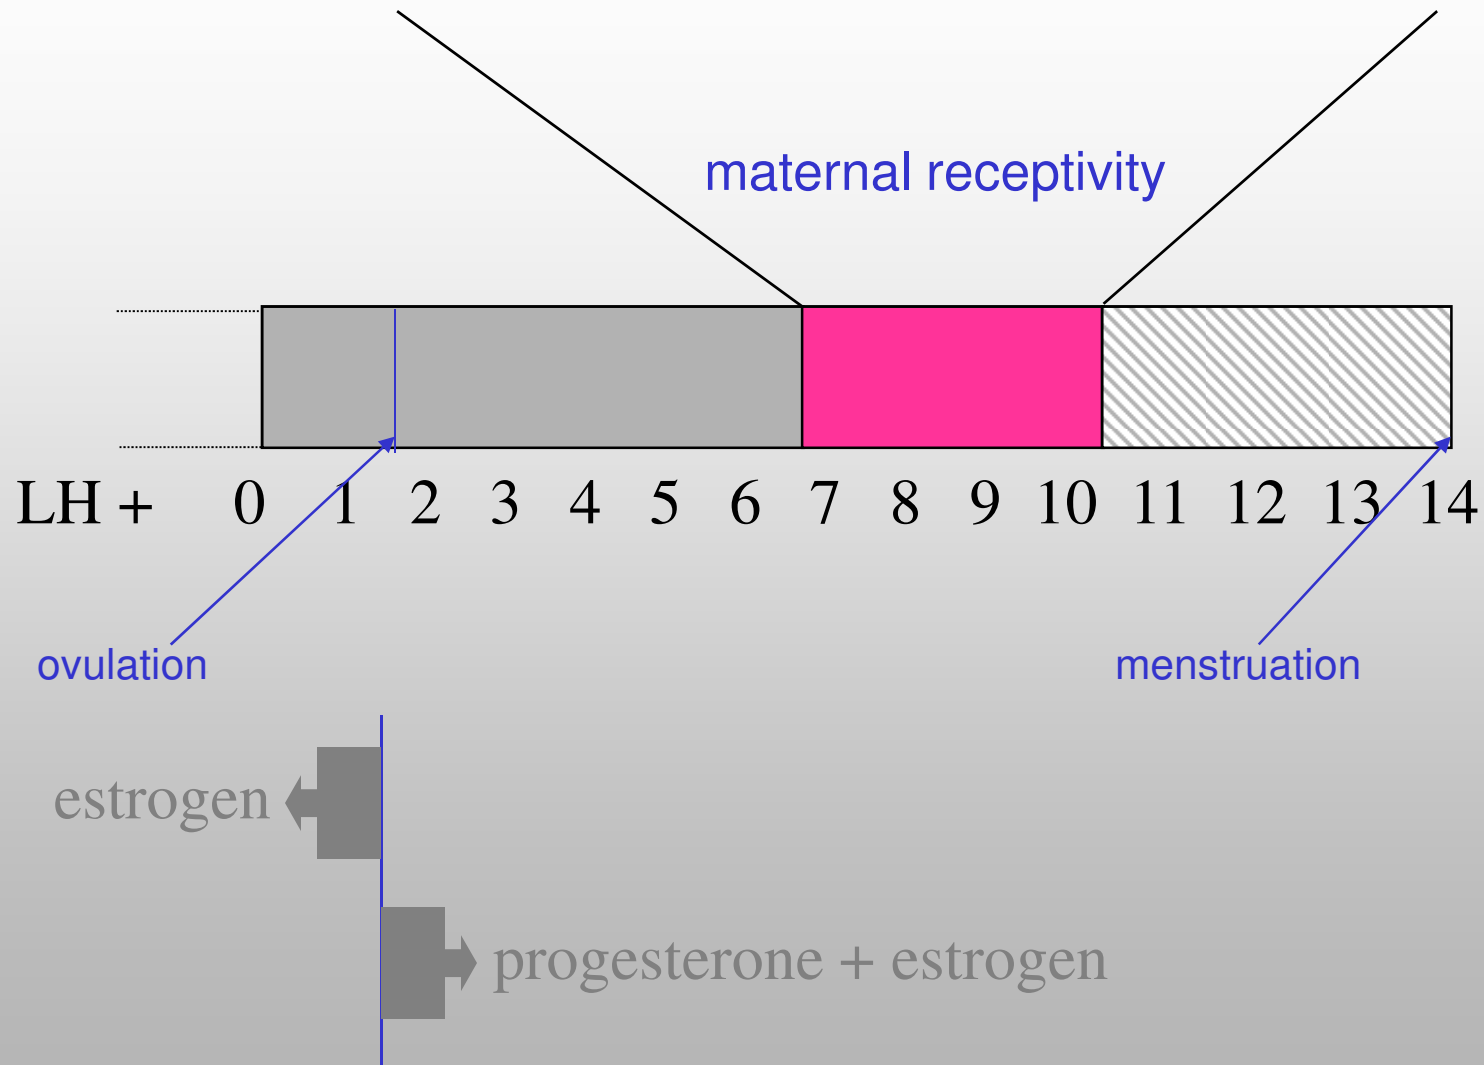 maternal receptivity
LH + 0 1 2 3 4 5 6 7 8 9 10 11 12 13 14
ovulation
menstruation
estrogen
progesterone + estrogen